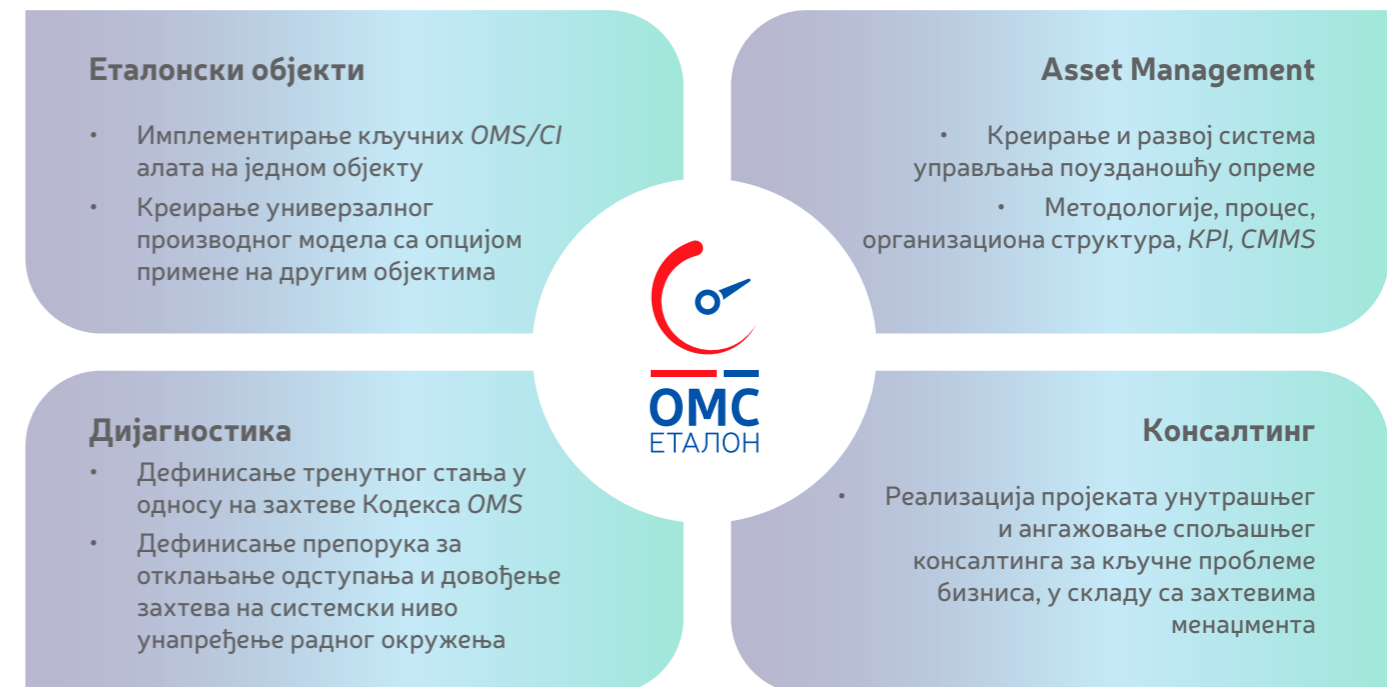 Еталонски објекти
• Имплементирање кључних OMS/CI
алата на једном објекту
• Креирање универзалног
производног модела са опцијом
примене на другим објектима
Asset Management
• Креирање и развој система
управљања поузданошћу опреме
• Методологије, процес,
организациона структура, KPI, CMMS
ОМС
ЕТАЛОН
Дијагностика
• Дефинисање тренутног стања у
односу на захтеве Кодекса OMS
• Дефинисање препорука за
отклањање одступања и довођење
захтева на системски ниво
унапређење радног окружења
Консалтинг
• Реализација пројеката унутрашњег
и ангажовање спољашњег
консалтинга за кључне проблеме
бизниса, у складу са захтевима
менаџмента